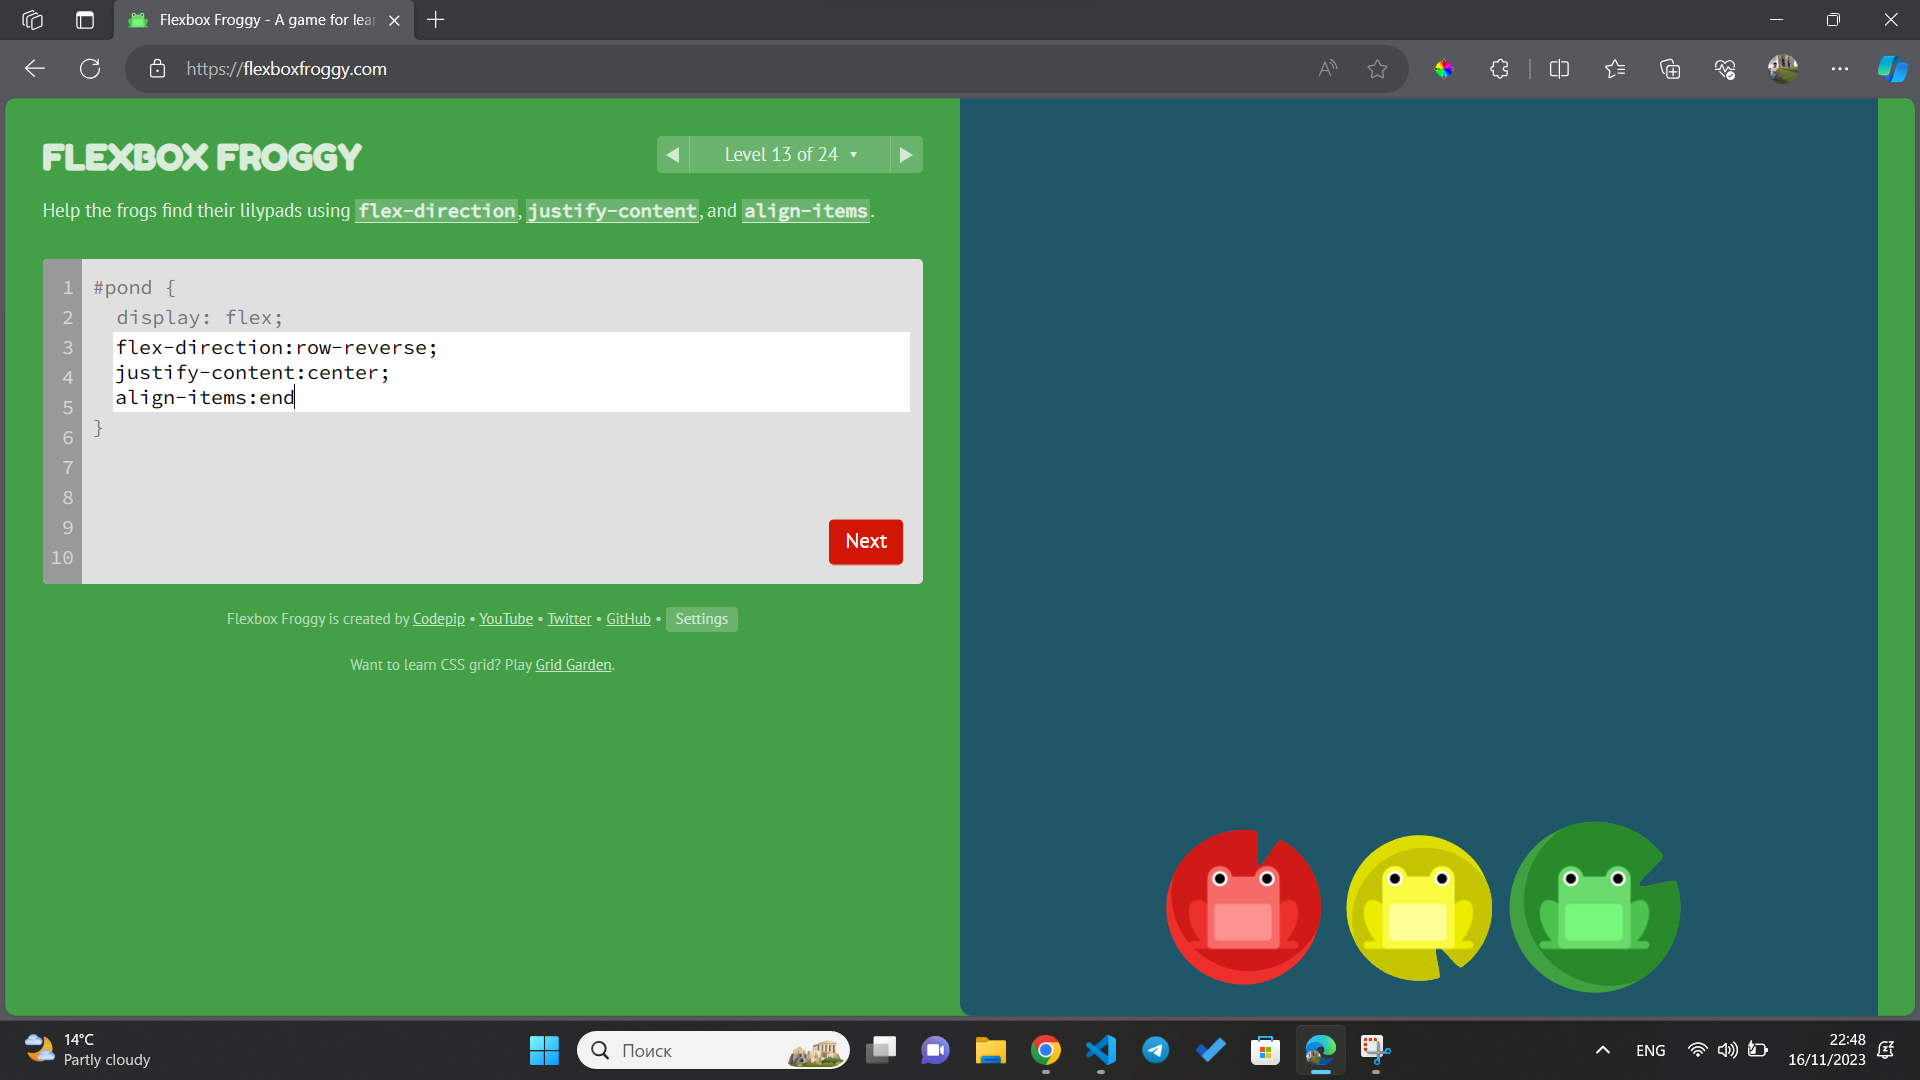 Flexbox Froggy - A game for lear
https://flexboxfroggy.com
FLEXBOX FROGGY
Level 13 of 24
Help the frogs find their lilypads using flex-direction, justify-content, and align-items.
1 #pond {
2 display: flex;
3 flex-direction:row-reverse;
4 justify-content:center;
5 align-items:end
6 }
7
8
9
10
Next
Flexbox Froggy is created by Codepip • YouTube • Twitter • GitHub • Settings
Want to learn CSS grid? Play Grid Garden.
14°C
Partly cloudy
Поиск
ENG
22:48
16/11/2023